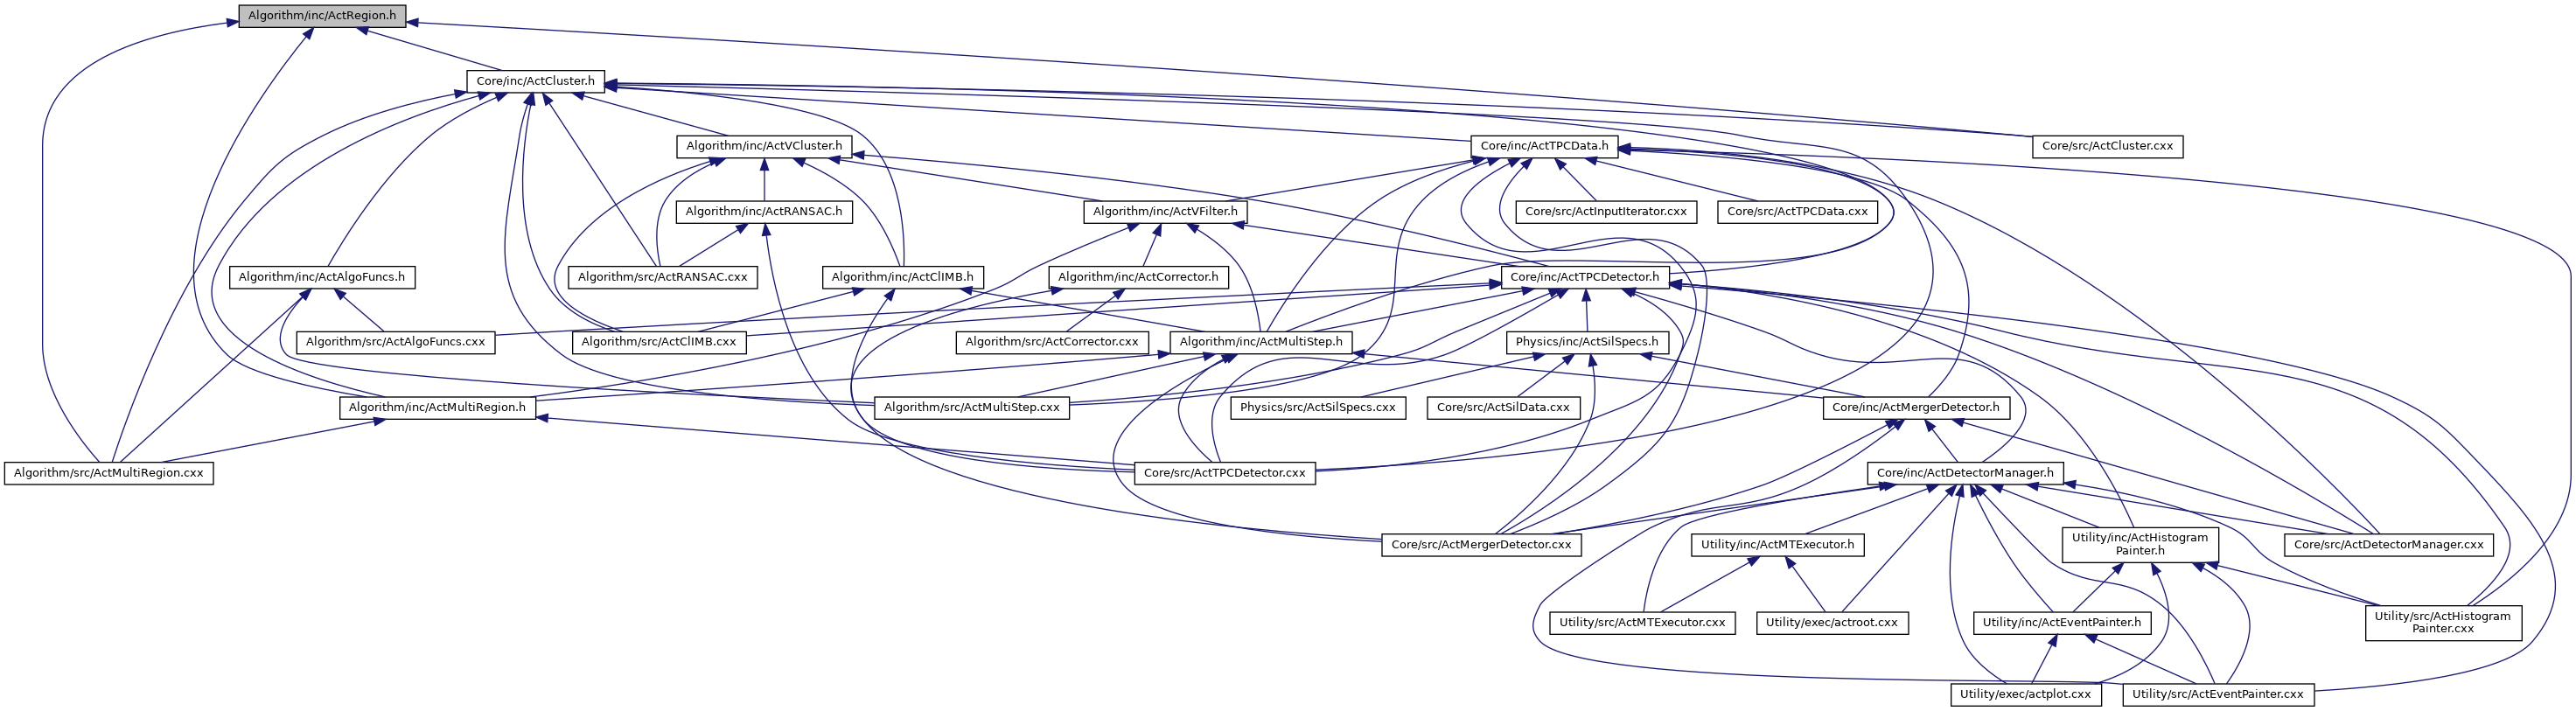 Algorithm/inc/ActRegion.h
Core/inc/ActCluster.h
Algorithm/inc/ActVCluster.h
Core/inc/ActTPCData.h
Core/src/ActCluster.cxx
Algorithm/inc/ActRANSAC.h
Algorithm/inc/ActVFilter.h
Core/src/ActInputIterator.cxx
Core/src/ActTPCData.cxx
Algorithm/inc/ActAlgoFuncs.h
Algorithm/src/ActRANSAC.cxx
Algorithm/inc/ActClIMB.h
Algorithm/inc/ActCorrector.h
Core/inc/ActTPCDetector.h
Algorithm/src/ActAlgoFuncs.cxx
Algorithm/src/ActClIMB.cxx
Algorithm/src/ActCorrector.cxx
Algorithm/inc/ActMultiStep.h
Physics/inc/ActSilSpecs.h
Algorithm/inc/ActMultiRegion.h
Algorithm/src/ActMultiStep.cxx
Physics/src/ActSilSpecs.cxx
Core/src/ActSilData.cxx
Core/inc/ActMergerDetector.h
Algorithm/src/ActMultiRegion.cxx
Core/src/ActTPCDetector.cxx
Core/inc/ActDetectorManager.h
Core/src/ActMergerDetector.cxx
Utility/inc/ActMTExecutor.h
Utility/inc/ActHistogram
Painter.h
Core/src/ActDetectorManager.cxx
Utility/src/ActMTExecutor.cxx
Utility/exec/actroot.cxx
Utility/inc/ActEventPainter.h
Utility/src/ActHistogram
Painter.cxx
Utility/exec/actplot.cxx
Utility/src/ActEventPainter.cxx